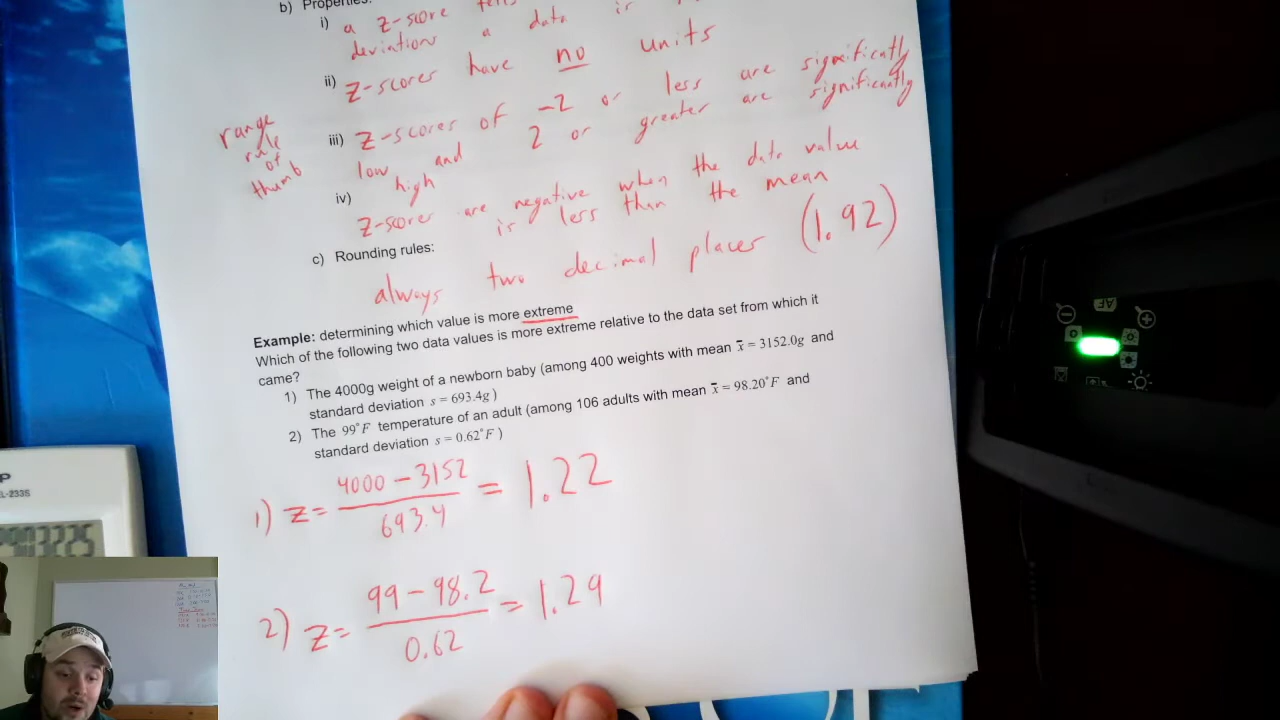 b) Properties:
i) a z-score tells
deviations a data is
ii) z-scores have no units
iii) z-scores of -2 or less are significantly
low and 2 or greater are significantly
high
range
rule
of
thumb
iv) z-scores are negative when the data value
is less than the mean
c) Rounding rules:
always two decimal places (1.92)
Example: determining which value is more extreme
Which of the following two data values is more extreme relative to the data set from which it
came?
1) The 4000g weight of a newborn baby (among 400 weights with mean x̄ = 3152.0g and
standard deviation s = 693.4g )
2) The 99°F temperature of an adult (among 106 adults with mean x̄ = 98.20°F and
standard deviation s = 0.62°F )
1) z = 4000 - 3152 / 693.4 = 1.22
2) z = 99 - 98.2 / 0.62 = 1.29
EL-233S
AF